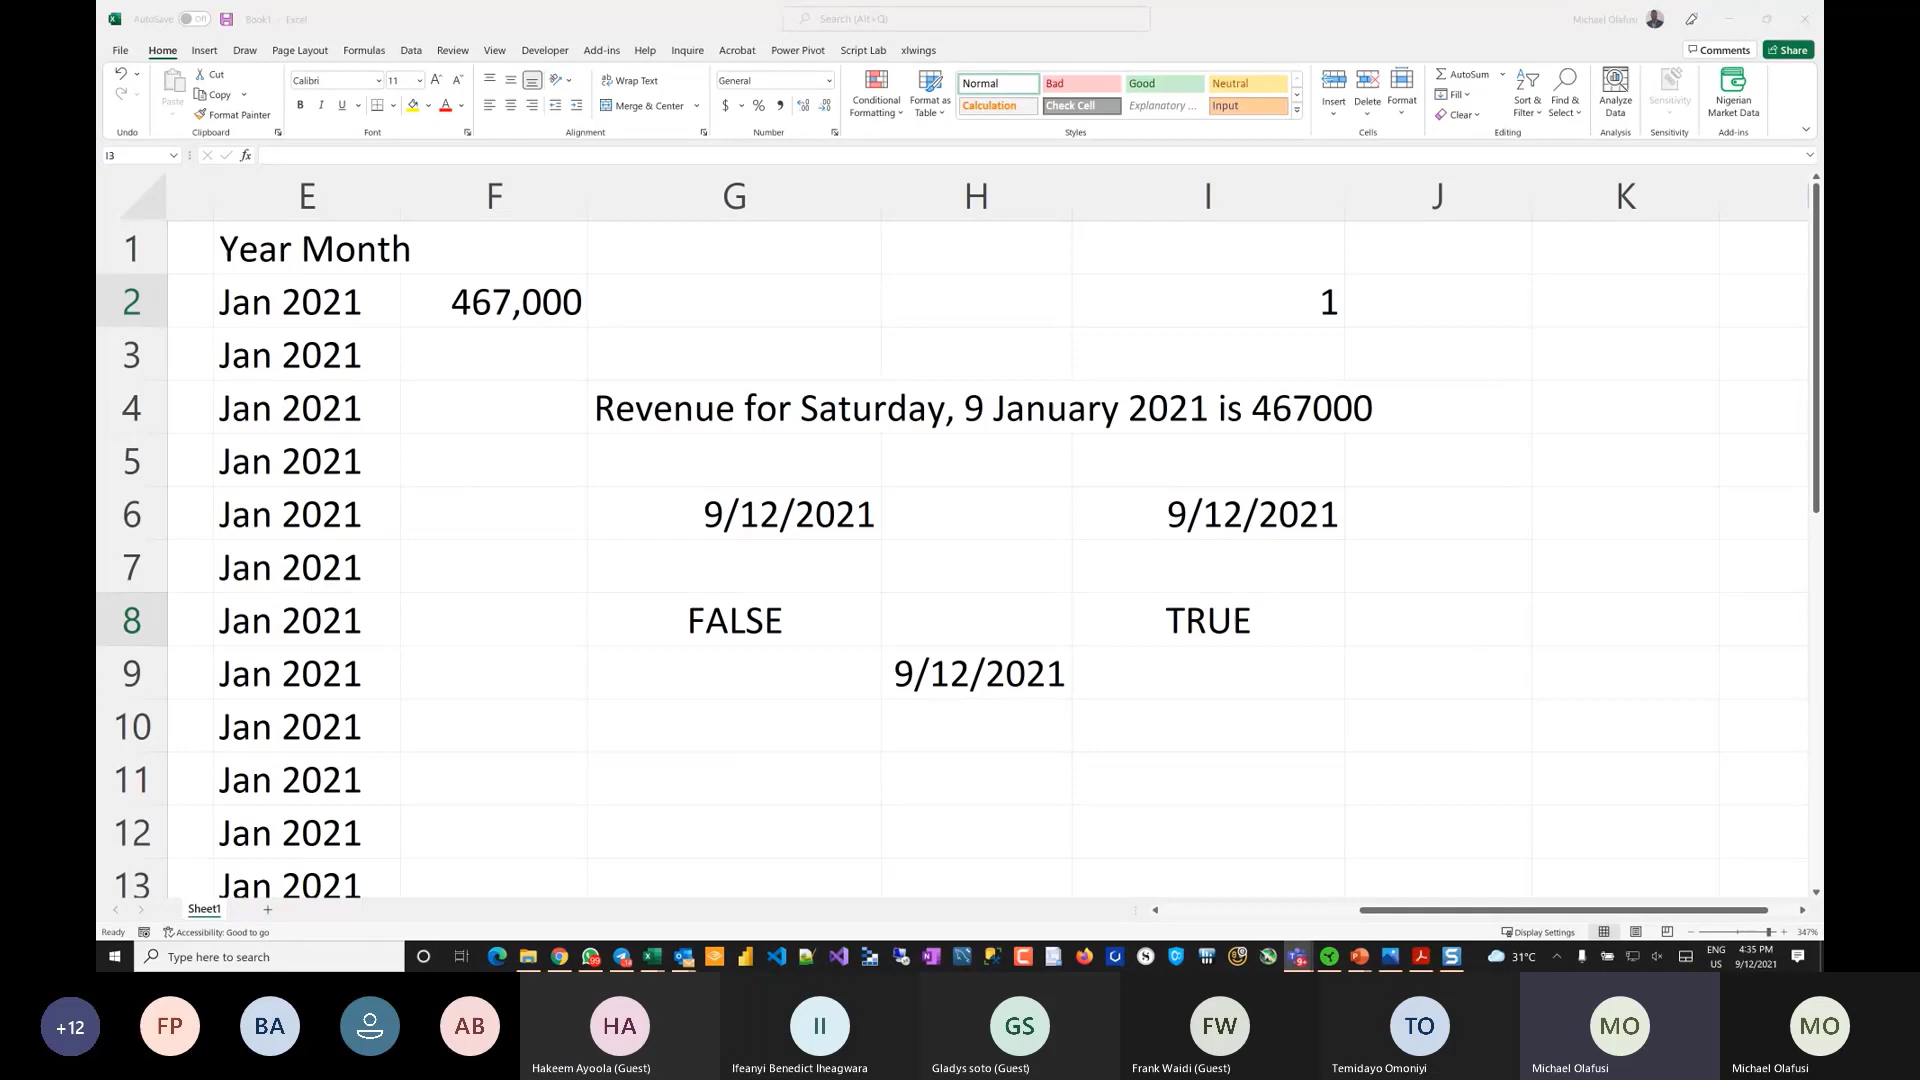 AutoSave Off Book1 - Excel Search (Alt+Q) Michael Olafusi
File Home Insert Draw Page Layout Formulas Data Review View Developer Add-ins Help Inquire Acrobat Power Pivot Script Lab xlwings Comments Share
Paste Cut Copy Format Painter
Calibri 11
B I U
Wrap Text
Merge & Center
General
$ %
Conditional Formatting
Format as Table
Normal Bad Good Neutral
Calculation Check Cell Explanatory ... Input
Insert Delete Format
AutoSum Fill Clear
Sort & Filter
Find & Select
Analyze Data
Sensitivity
Nigerian Market Data
Undo Clipboard Font Alignment Number Styles Cells Editing Analysis Sensitivity Add-ins
I3 fx
E F G H I J K
1 Year Month
2 Jan 2021 467,000 1
3 Jan 2021
4 Jan 2021 Revenue for Saturday, 9 January 2021 is 467000
5 Jan 2021
6 Jan 2021 9/12/2021 9/12/2021
7 Jan 2021
8 Jan 2021 FALSE TRUE
9 Jan 2021 9/12/2021
10 Jan 2021
11 Jan 2021
12 Jan 2021
13 Jan 2021
Sheet1
Ready Accessibility: Good to go Display Settings 347%
Type here to search 31°C ENG US 4:35 PM 9/12/2021
+12 FP BA AB HA II GS FW TO MO MO
Hakeem Ayoola (Guest) Ifeanyi Benedict Iheagwara Gladys soto (Guest) Frank Waidi (Guest) Temidayo Omoniyi Michael Olafusi Michael Olafusi